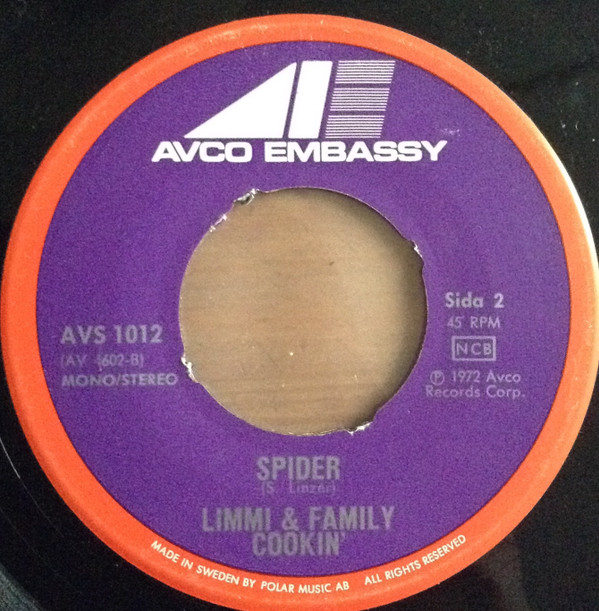 AVCO EMBASSY
AVS 1012
(AV 4602-B)
MONO/STEREO
Sida 2
45 RPM
NCB
℗ 1972 Avco
Records Corp.
SPIDER
(S. Linzer)
LIMMI & FAMILY
COOKIN'
MADE IN SWEDEN BY POLAR MUSIC AB ALL RIGHTS RESERVED